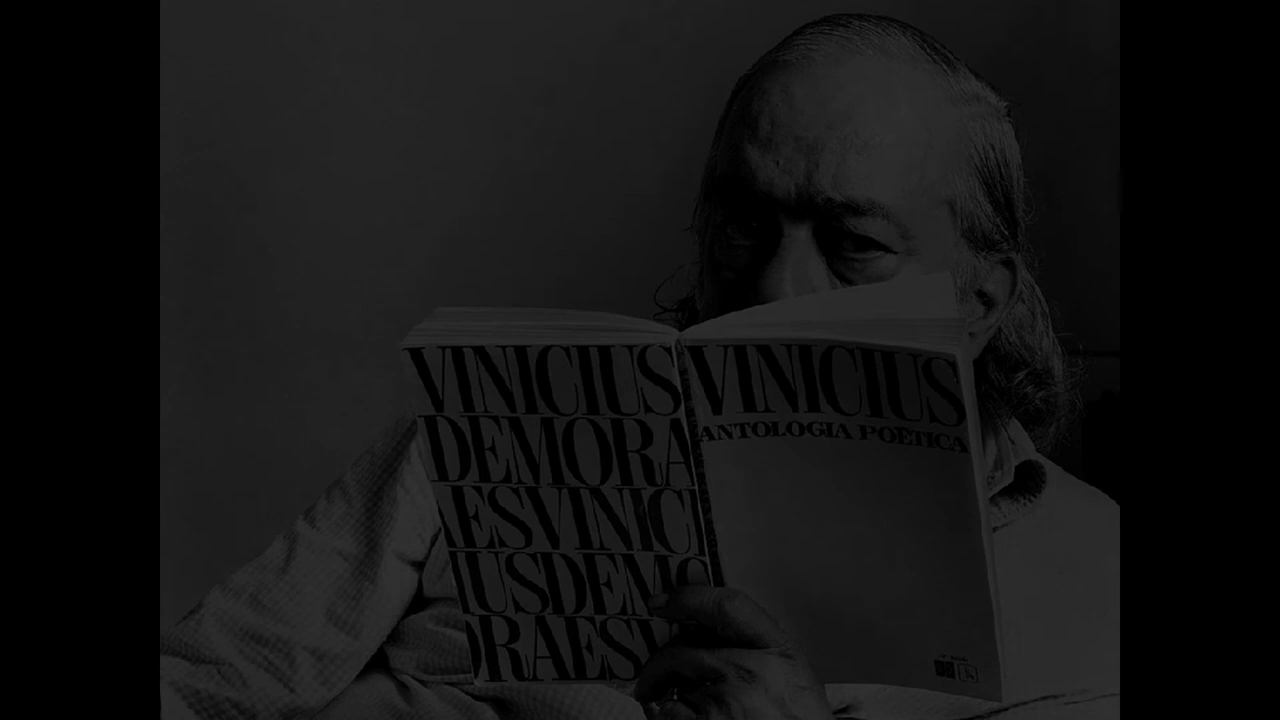 VINICIUS
DEMORA
AESVINICI
IUSDEMO
ORAESV
VINICIUS
ANTOLOGIA POÉTICA